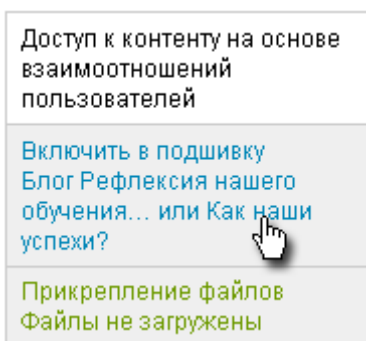 Доступ к контенту на основе
взаимоотношений
пользователей
Включить в подшивку
Блог Рефлексия нашего
обучения... или Как наши
успехи?
Прикрепление файлов
Файлы не загружены